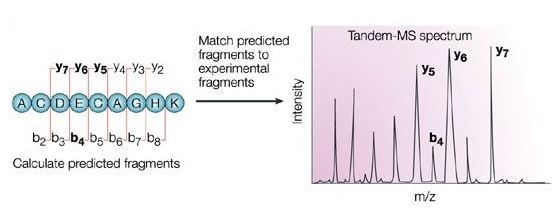 y7 y6 y5 y4 y3 y2
A C D E C A G H K
b2 b3 b4 b5 b6 b7 b8
Calculate predicted fragments
Match predicted
fragments to
experimental
fragments
Tandem-MS spectrum
Intensity
y5
b4
y6
y7
m/z